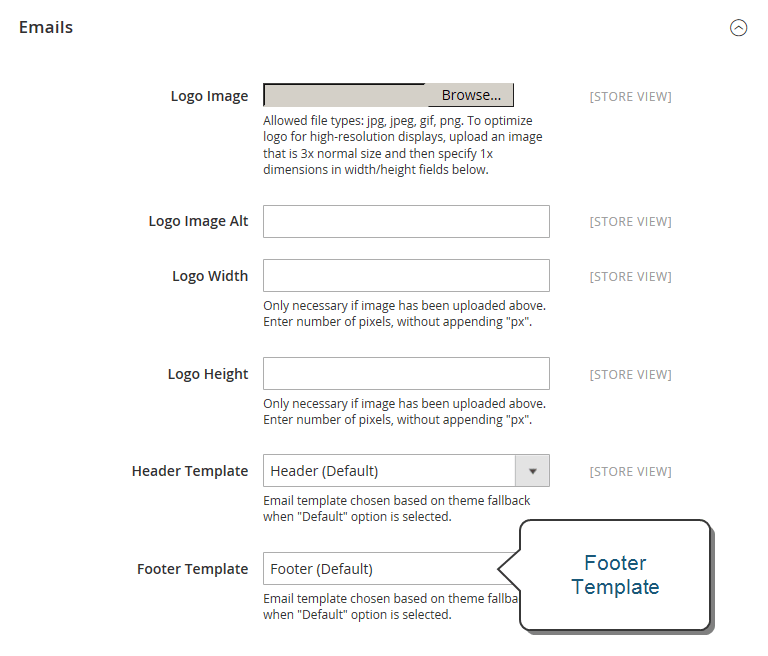 Emails
Logo Image
Browse...
[STORE VIEW]
Allowed file types: jpg, jpeg, gif, png. To optimize
logo for high-resolution displays, upload an image
that is 3x normal size and then specify 1x
dimensions in width/height fields below.
Logo Image Alt
[STORE VIEW]
Logo Width
[STORE VIEW]
Only necessary if image has been uploaded above.
Enter number of pixels, without appending "px".
Logo Height
[STORE VIEW]
Only necessary if image has been uploaded above.
Enter number of pixels, without appending "px".
Header Template
Header (Default)
[STORE VIEW]
Email template chosen based on theme fallback
when "Default" option is selected.
Footer Template
Footer (Default)
Email template chosen based on theme
when "Default" option is selected.
Footer
Template